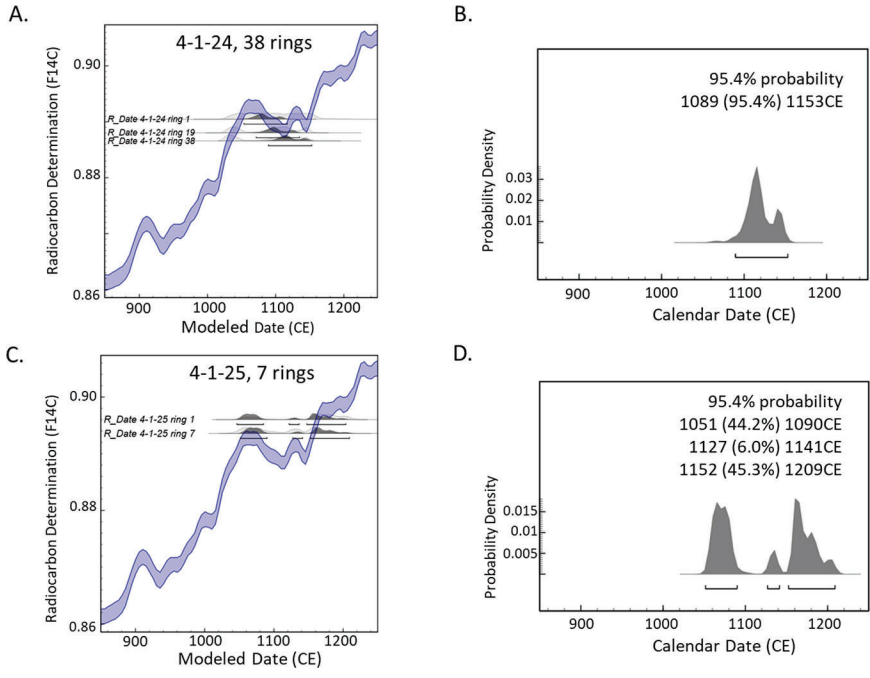 A.
4-1-24, 38 rings
Radiocarbon Determination (F14C)
0.90
0.88
0.86
R_Date 4-1-24 ring 1
R_Date 4-1-24 ring 19
R_Date 4-1-24 ring 38
900 1000 1100 1200
Modeled Date (CE)
B.
95.4% probability
1089 (95.4%) 1153CE
Probability Density
0.03
0.02
0.01
900 1000 1100 1200
Calendar Date (CE)
C.
4-1-25, 7 rings
Radiocarbon Determination (F14C)
0.90
0.88
0.86
R_Date 4-1-25 ring 1
R_Date 4-1-25 ring 7
900 1000 1100 1200
Modeled Date (CE)
D.
95.4% probability
1051 (44.2%) 1090CE
1127 (6.0%) 1141CE
1152 (45.3%) 1209CE
Probability Density
0.015
0.01
0.005
900 1000 1100 1200
Calendar Date (CE)